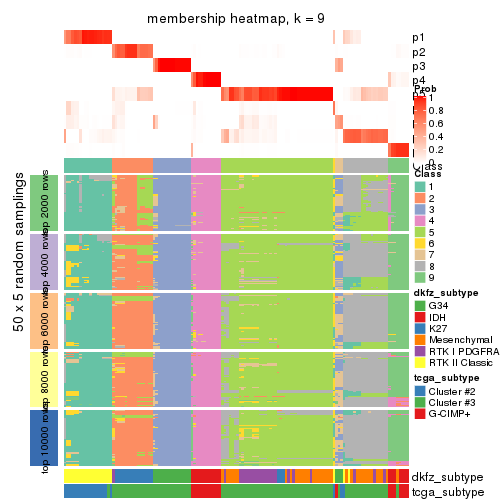 membership heatmap, k = 9
p1
p2
p3
p4
p5
Prob
1
0.8
0.6
0.4
0.2
0
Class
Class
1
2
3
4
5
6
7
8
9
50 x 5 random samplings
top 2000 rows
top 4000 rows
top 6000 rows
top 8000 rows
top 10000 rows
dkfz_subtype
G34
IDH
K27
Mesenchymal
RTK I PDGFRA
RTK II Classic
tcga_subtype
Cluster #2
Cluster #3
G-CIMP+
dkfz_subtype
tcga_subtype